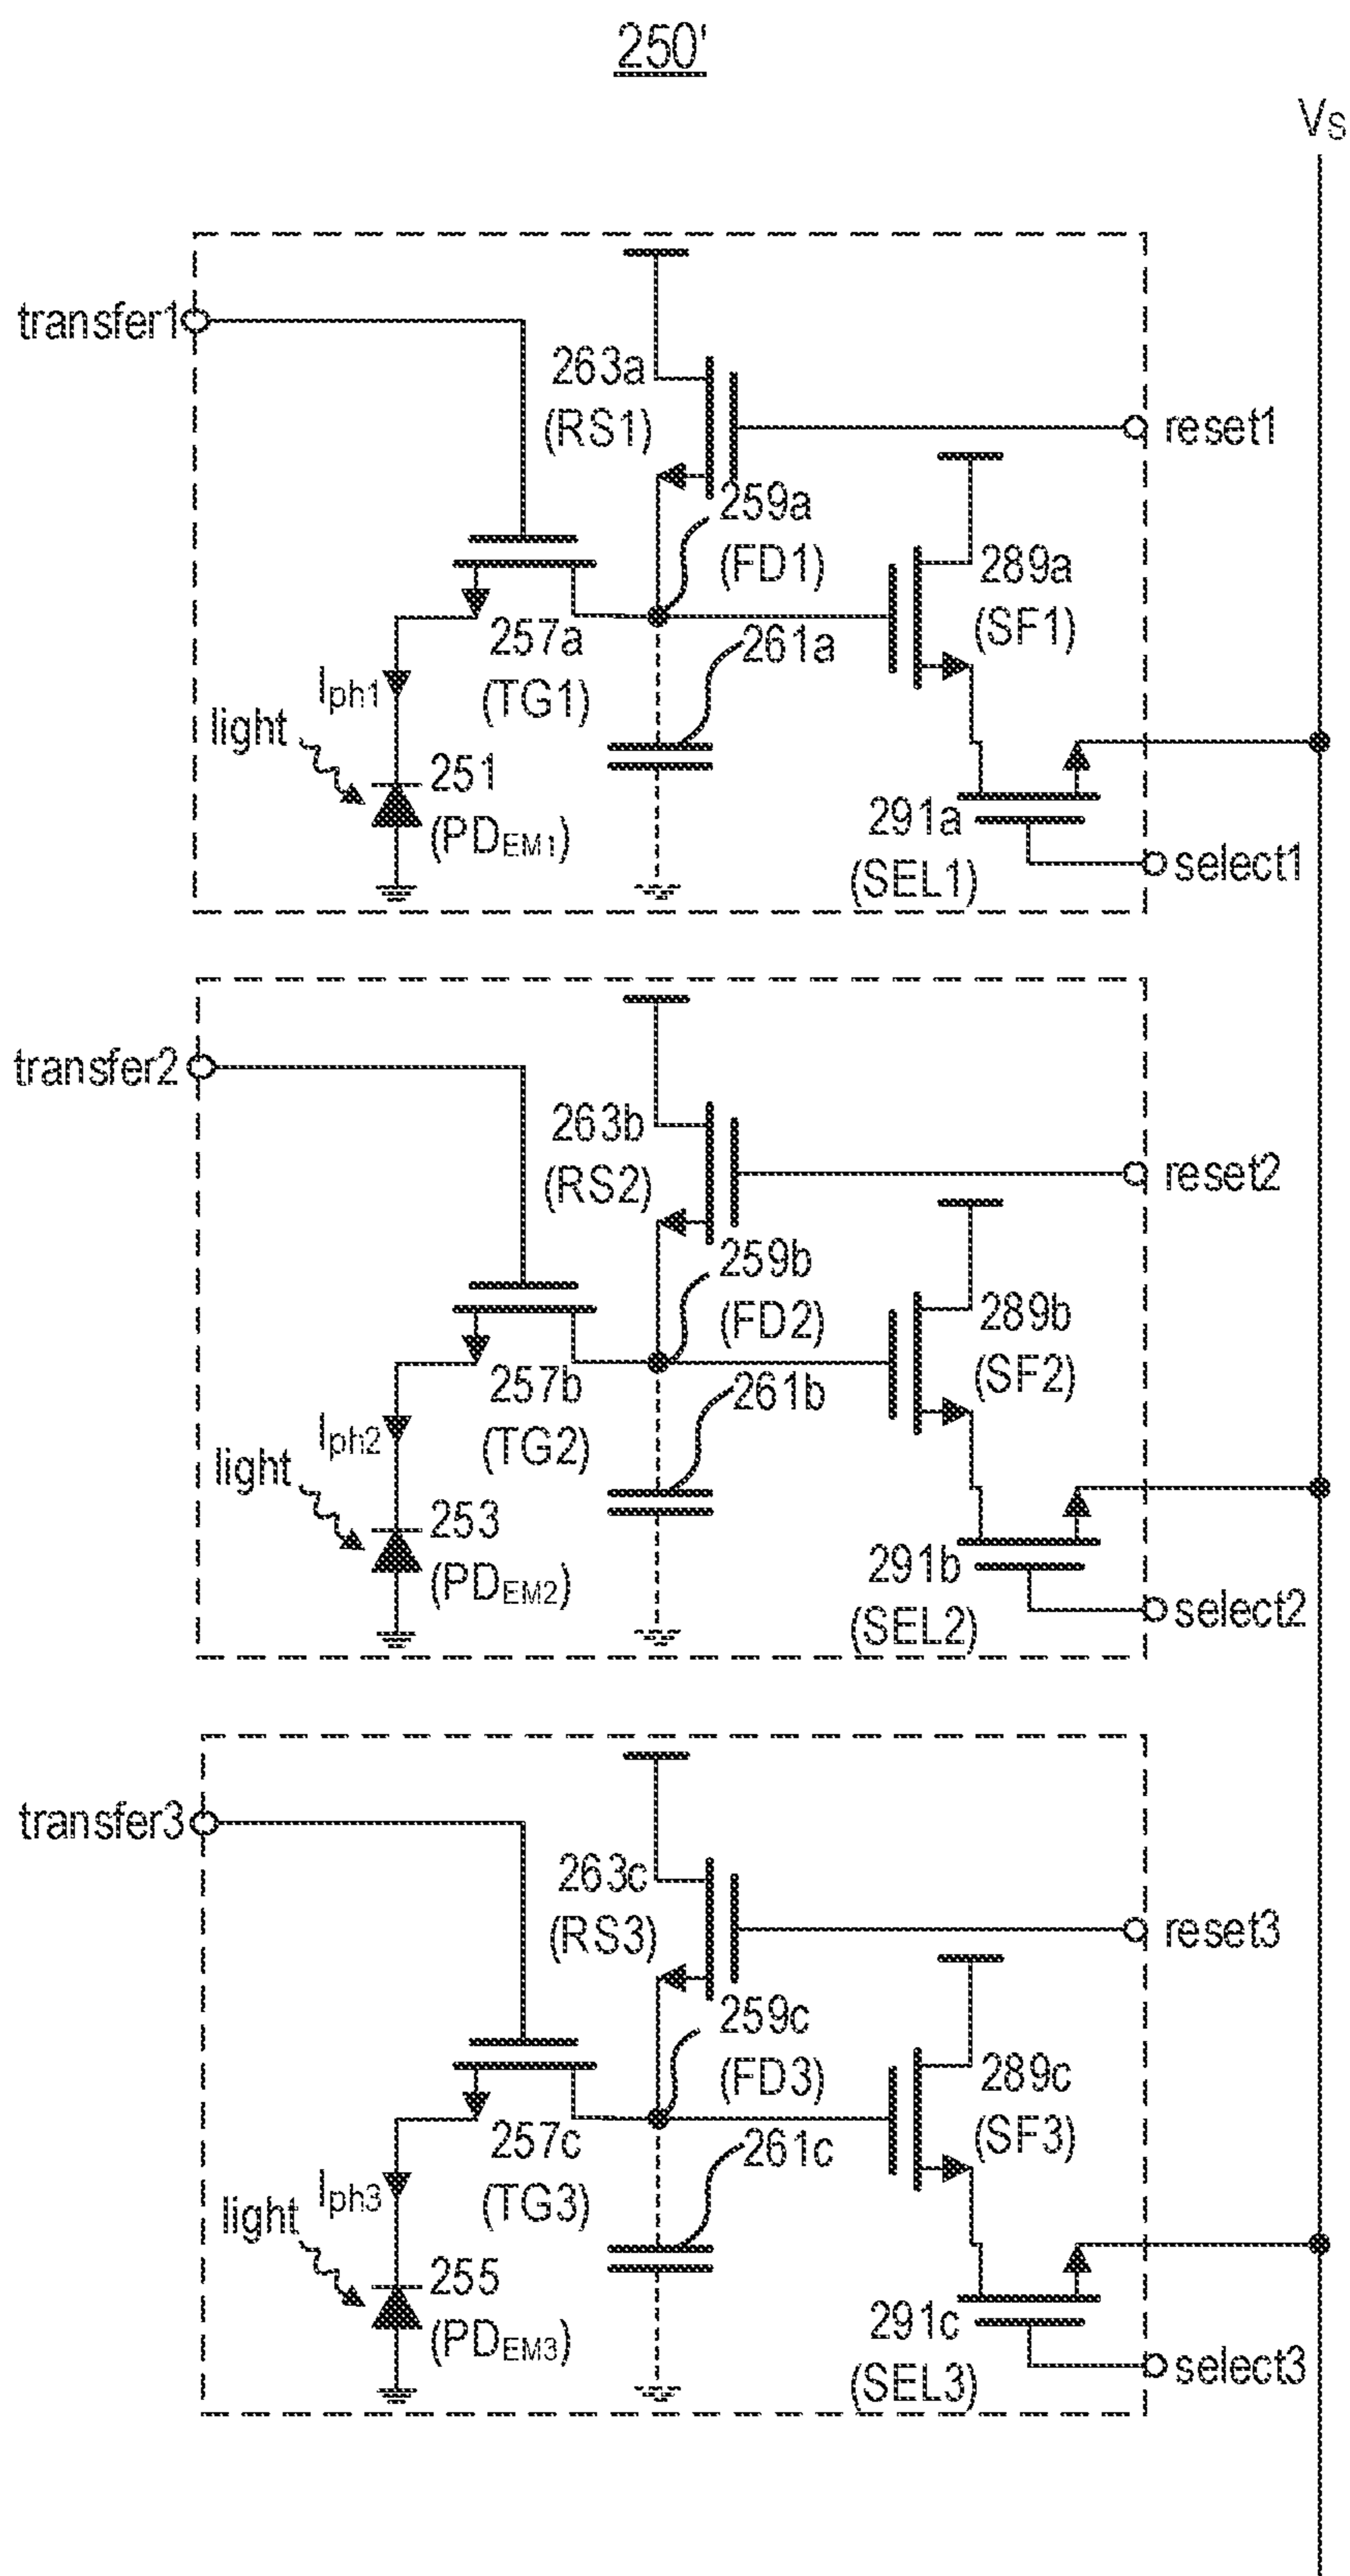 250'
VS
transfer1
263a
(RS1)
reset1
259a
(FD1)
289a
(SF1)
257a
(TG1)
261a
Iph1
light
251
(PDEM1)
291a
(SEL1)
select1
transfer2
263b
(RS2)
reset2
259b
(FD2)
289b
(SF2)
257b
(TG2)
261b
Iph2
light
253
(PDEM2)
291b
(SEL2)
select2
transfer3
263c
(RS3)
reset3
259c
(FD3)
289c
(SF3)
257c
(TG3)
261c
Iph3
light
255
(PDEM3)
291c
(SEL3)
select3